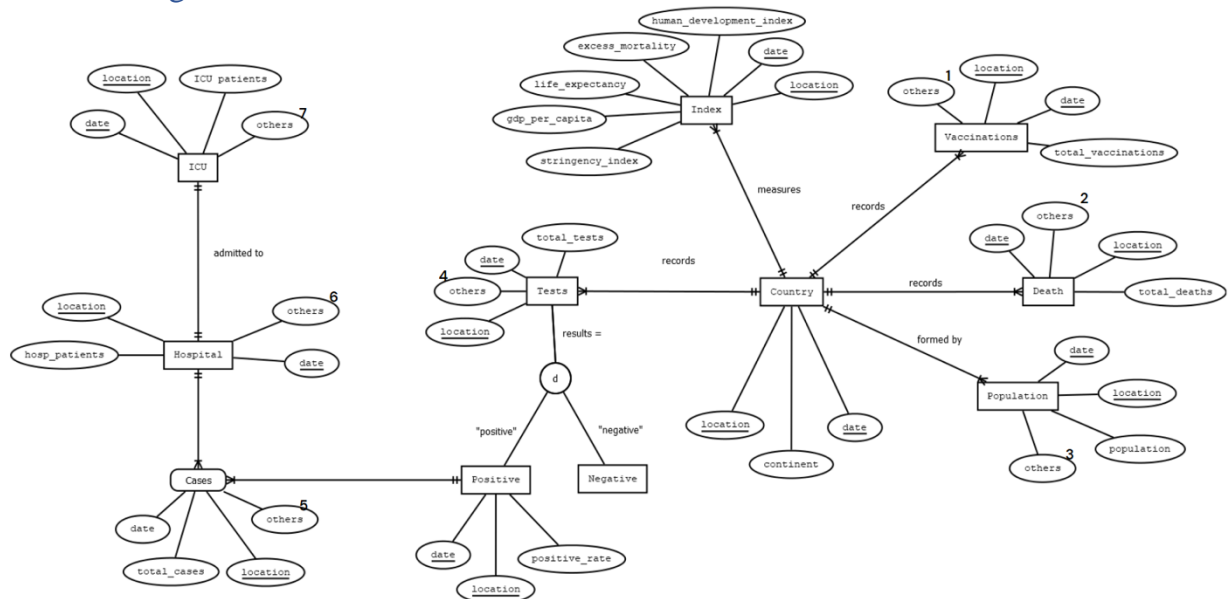 human_development_index
excess_mortality
date
location
life_expectancy
gdp_per_capita
stringency_index
Index
location
ICU patients
date
others 7
ICU
1
others
location
date
Vaccinations
total_vaccinations
measures
records
admitted to
total_tests
date
4
others
Tests
location
records
Country
records
2
others
date
location
Death
total_deaths
location
others 6
hosp_patients
Hospital
date
results =
d
formed by
date
Population
location
population
others 3
location
continent
date
"positive"
"negative"
Cases
Positive
Negative
date
others 5
total_cases
location
date
location
positive_rate